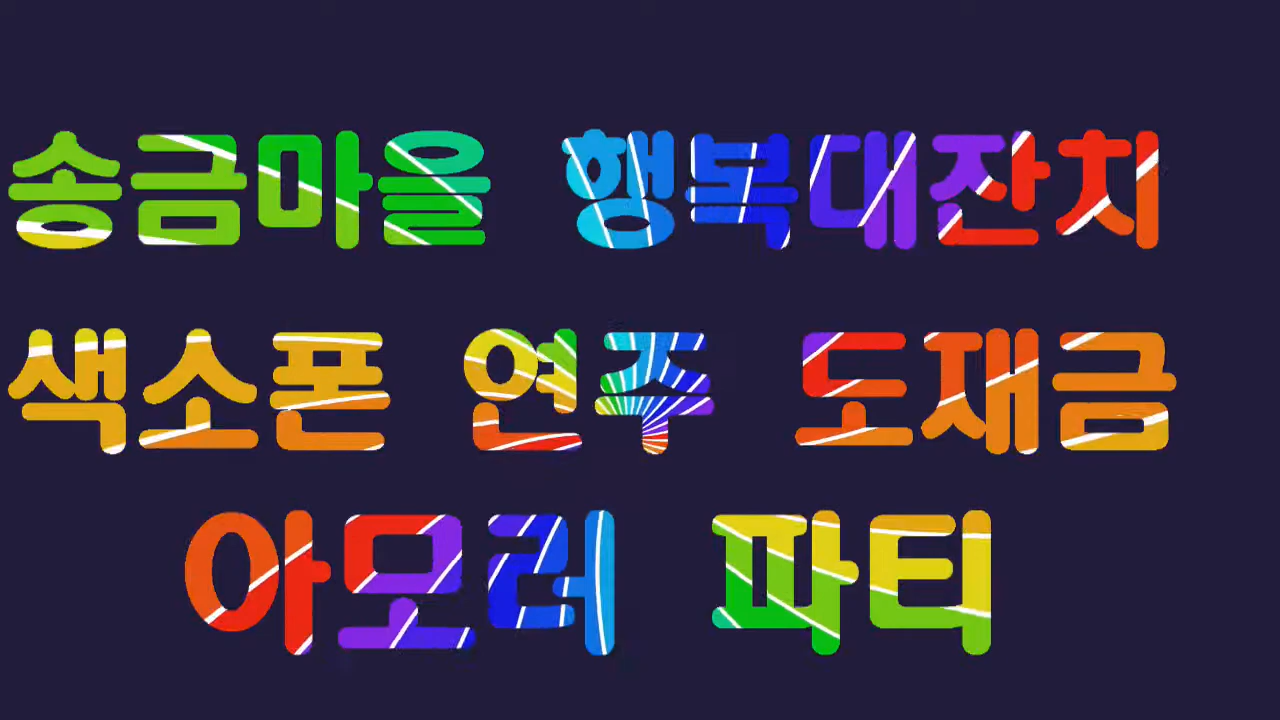 송금마을 행복대잔치
색소폰 연주 도재금
아모러 파티